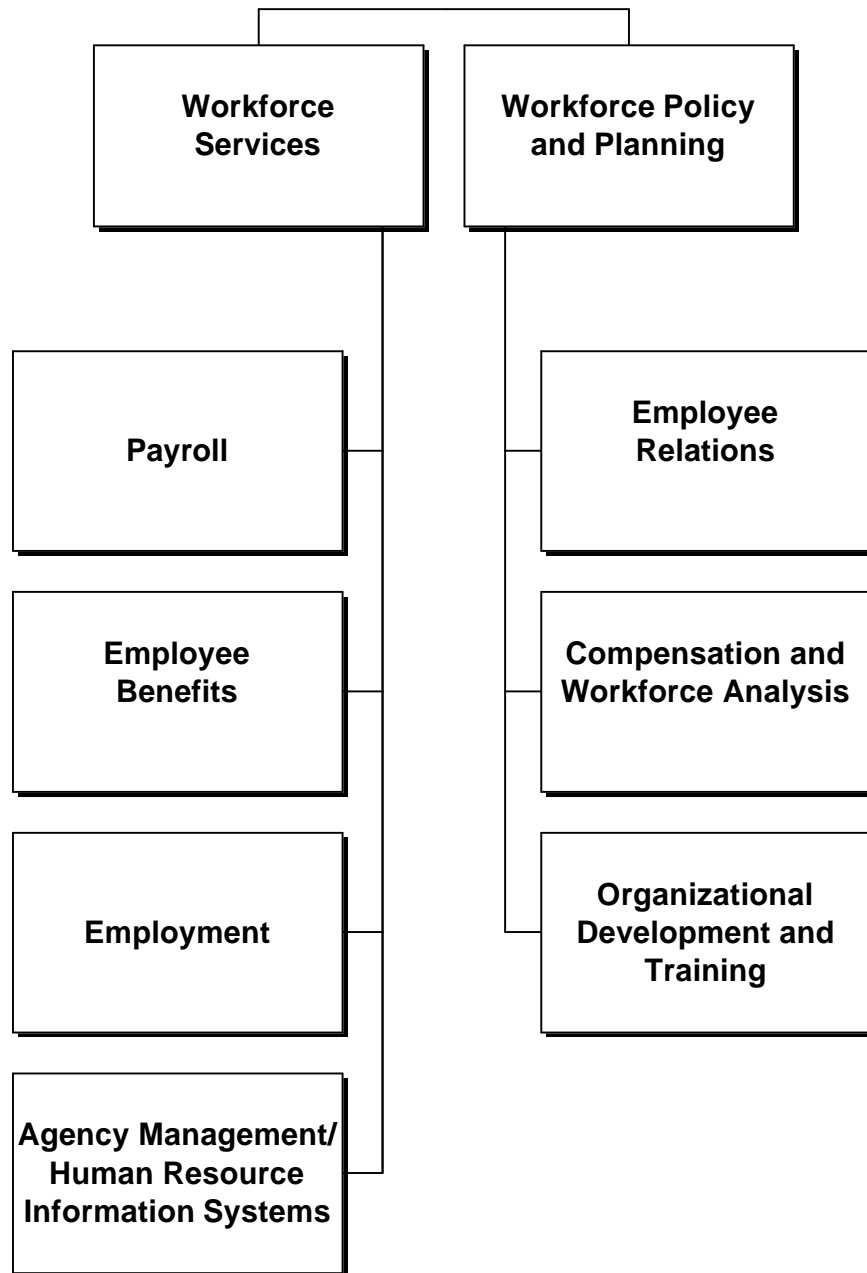 Workforce
Services
Workforce Policy
and Planning
Payroll
Employee
Relations
Employee
Benefits
Compensation and
Workforce Analysis
Employment
Organizational
Development and
Training
Agency Management/
Human Resource
Information Systems